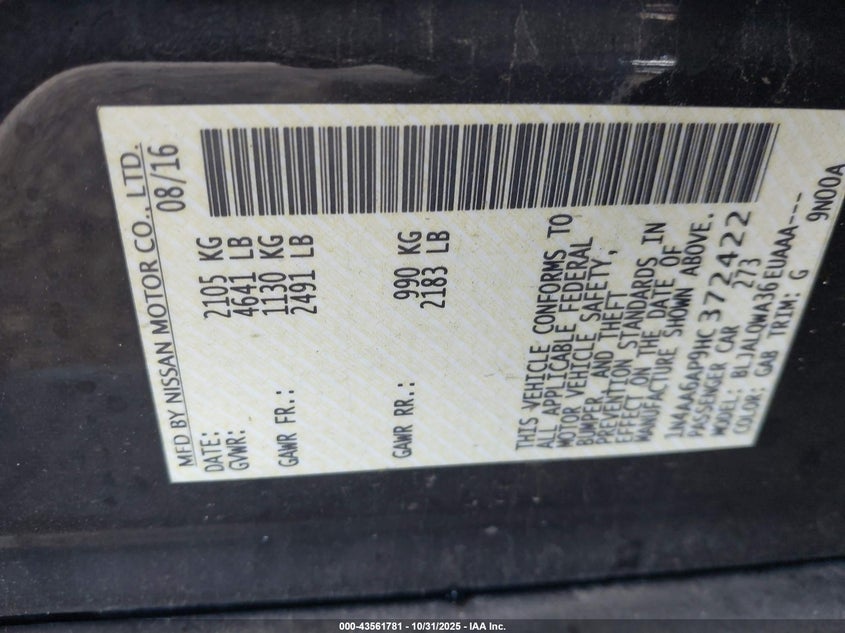 MFD BY NISSAN MOTOR CO., LTD.
DATE: 08/16
GVWR: 2105 KG
4641 LB
GAWR FR.: 1130 KG
2491 LB
GAWR RR.: 990 KG
2183 LB
THIS VEHICLE CONFORMS TO
ALL APPLICABLE FEDERAL
MOTOR VEHICLE SAFETY,
BUMPER, AND THEFT
PREVENTION STANDARDS IN
EFFECT ON THE DATE OF
MANUFACTURE SHOWN ABOVE.
1N4AA6AP9HC372422
PASSENGER CAR 273
MODEL: BLJALQWA36EUAAA----
COLOR: GAB TRIM: G 9N00A
000-43561781 - 10/31/2025 - IAA Inc.